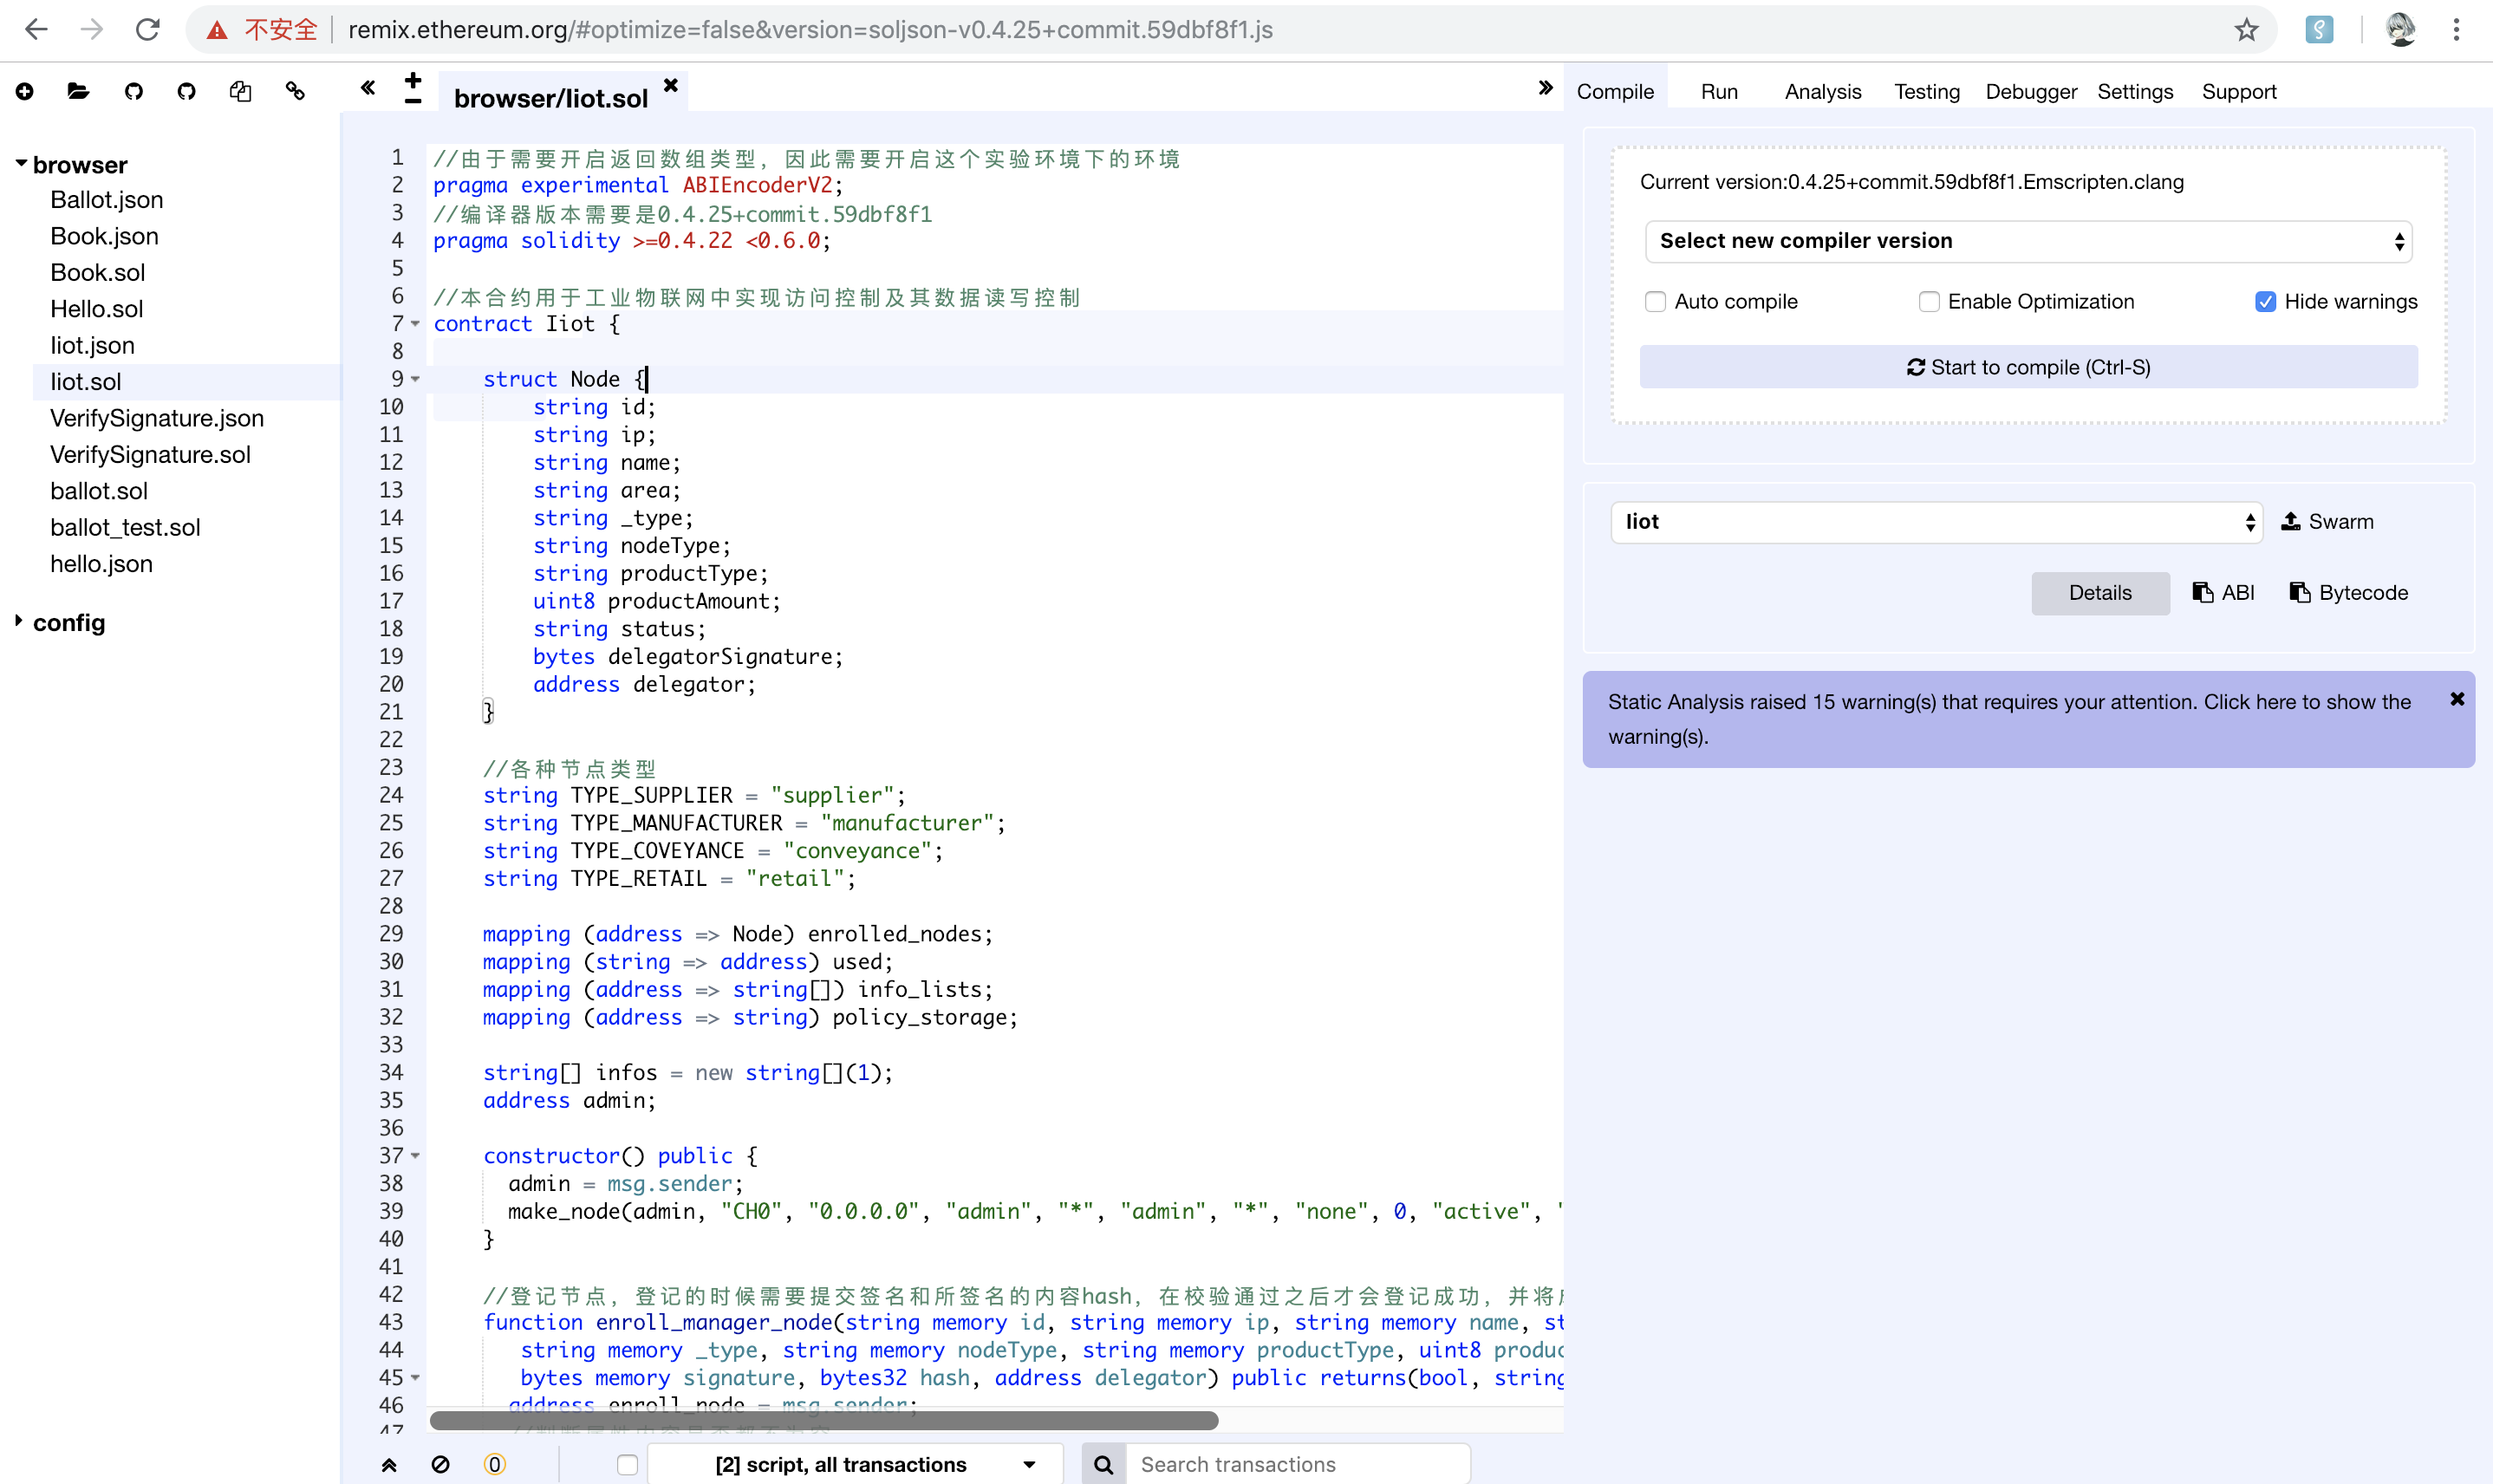 不安全 remix.ethereum.org/#optimize=false&version=soljson-v0.4.25+commit.59dbf8f1.js
browser/Iiot.sol
Compile Run Analysis Testing Debugger Settings Support
browser
Ballot.json
Book.json
Book.sol
Hello.sol
Iiot.json
Iiot.sol
VerifySignature.json
VerifySignature.sol
ballot.sol
ballot_test.sol
hello.json
config
1 //由于需要开启返回数组类型，因此需要开启这个实验环境下的环境
2 pragma experimental ABIEncoderV2;
3 //编译器版本需要是0.4.25+commit.59dbf8f1
4 pragma solidity >=0.4.22 <0.6.0;
5
6 //本合约用于工业物联网中实现访问控制及其数据读写控制
7 contract Iiot {
8
9 struct Node {
10 string id;
11 string ip;
12 string name;
13 string area;
14 string _type;
15 string nodeType;
16 string productType;
17 uint8 productAmount;
18 string status;
19 bytes delegatorSignature;
20 address delegator;
21 }
22
23 //各种节点类型
24 string TYPE_SUPPLIER = "supplier";
25 string TYPE_MANUFACTURER = "manufacturer";
26 string TYPE_COVEYANCE = "conveyance";
27 string TYPE_RETAIL = "retail";
28
29 mapping (address => Node) enrolled_nodes;
30 mapping (string => address) used;
31 mapping (address => string[]) info_lists;
32 mapping (address => string) policy_storage;
33
34 string[] infos = new string[](1);
35 address admin;
36
37 constructor() public {
38 admin = msg.sender;
39 make_node(admin, "CH0", "0.0.0.0", "admin", "*", "admin", "*", "none", 0, "active", "
40 }
41
42 //登记节点，登记的时候需要提交签名和所签名的内容hash，在校验通过之后才会登记成功，并将
43 function enroll_manager_node(string memory id, string memory ip, string memory name, st
44 string memory _type, string memory nodeType, string memory productType, uint8 produc
45 bytes memory signature, bytes32 hash, address delegator) public returns(bool, string
46 address enroll_node = msg.sender;
47
Current version:0.4.25+commit.59dbf8f1.Emscripten.clang
Select new compiler version
Auto compile Enable Optimization Hide warnings
Start to compile (Ctrl-S)
Iiot Swarm
Details ABI Bytecode
Static Analysis raised 15 warning(s) that requires your attention. Click here to show the
warning(s).
0 [2] script, all transactions Search transactions